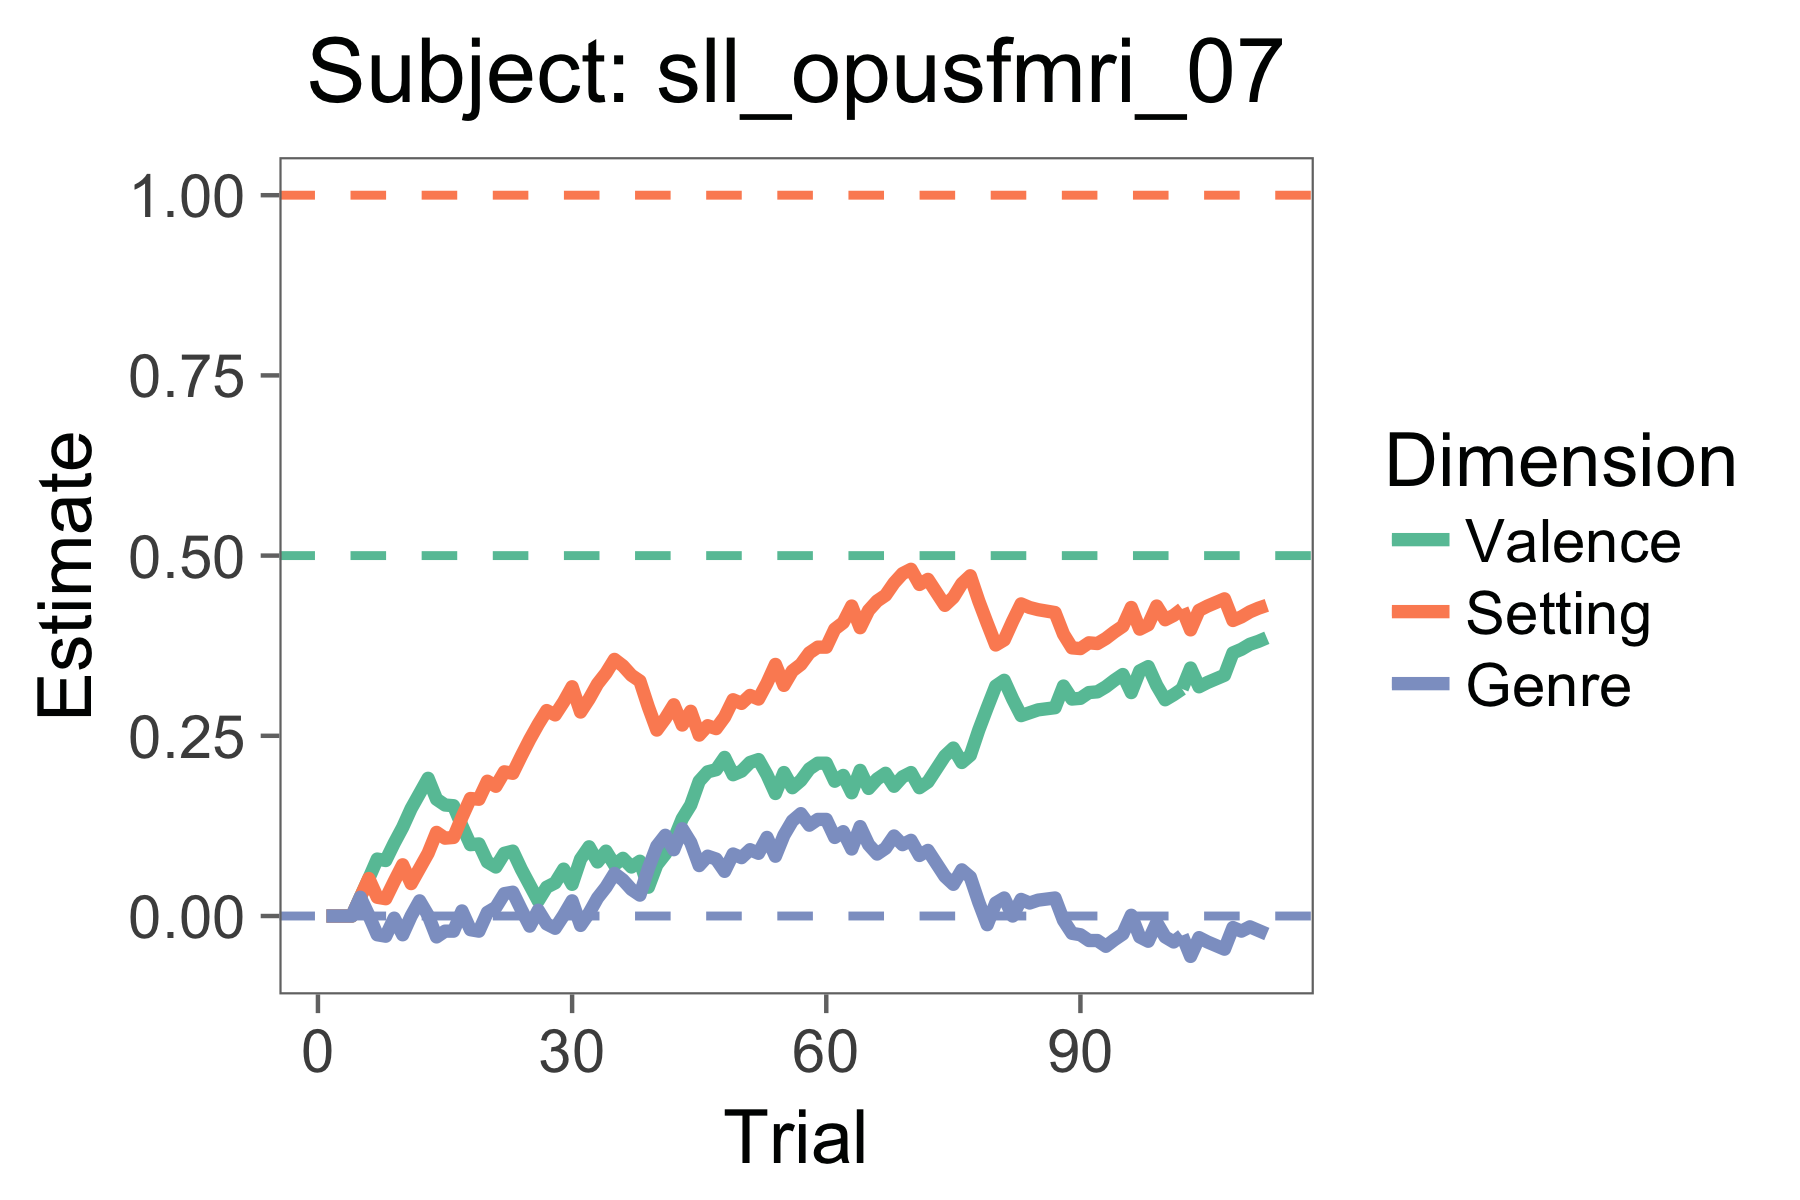 Subject: sll_opusfmri_07
1.00
0.75
0.50
0.25
0.00
Estimate
0 30 60 90
Trial
Dimension
Valence
Setting
Genre